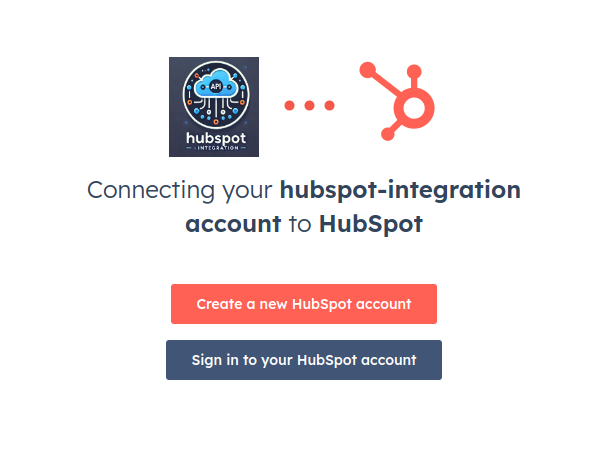 API
hubspot
INTEGRATION
Connecting your hubspot-integration
account to HubSpot
Create a new HubSpot account
Sign in to your HubSpot account